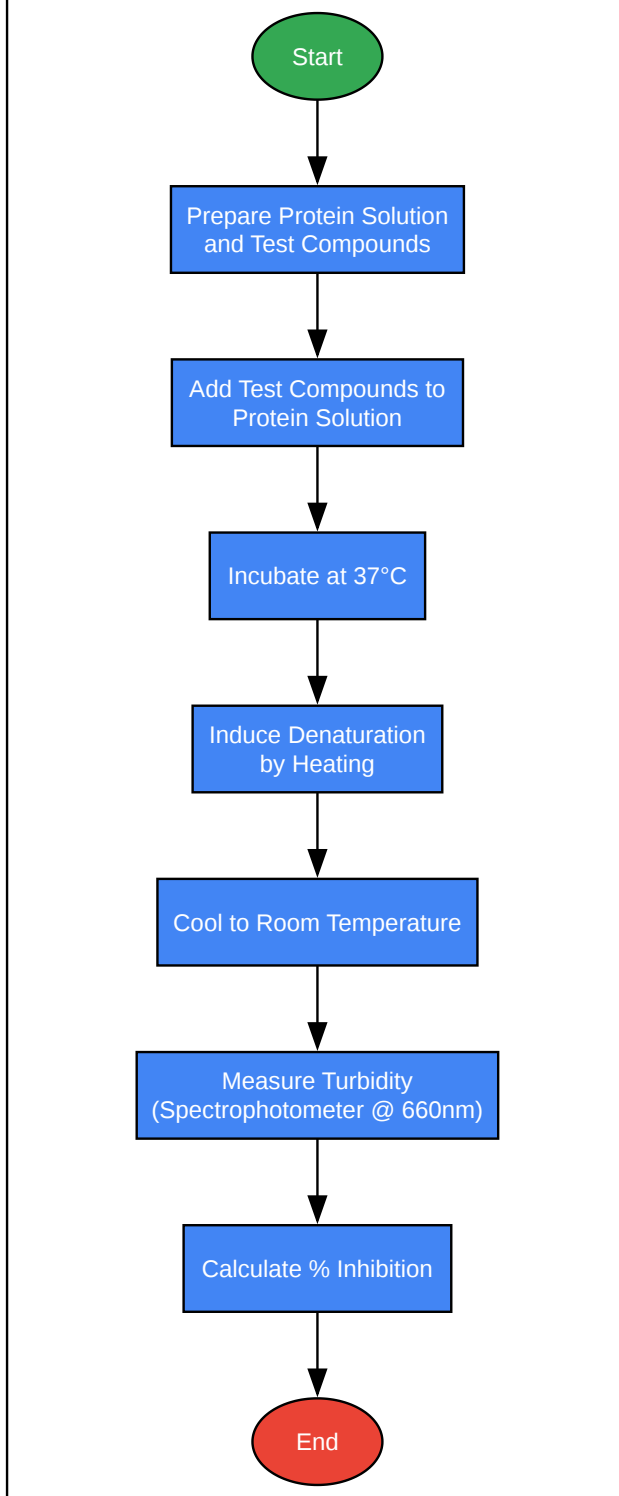 Start
Prepare Protein Solution
and Test Compounds
Add Test Compounds to
Protein Solution
Incubate at 37°C
Induce Denaturation
by Heating
Cool to Room Temperature
Measure Turbidity
(Spectrophotometer @ 660nm)
Calculate % Inhibition
End